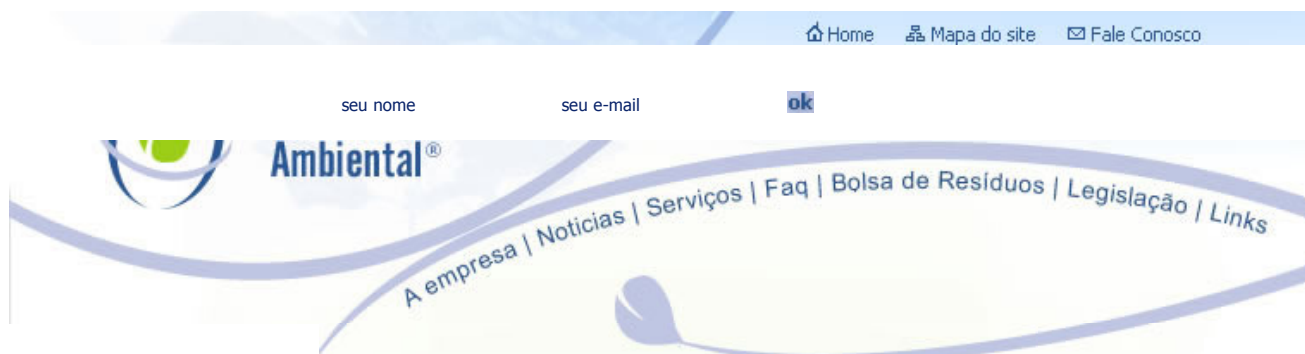 Home Mapa do site Fale Conosco
seu nome seu e-mail ok
Ambiental®
A empresa | Noticias | Serviços | Faq | Bolsa de Resíduos | Legislação | Links